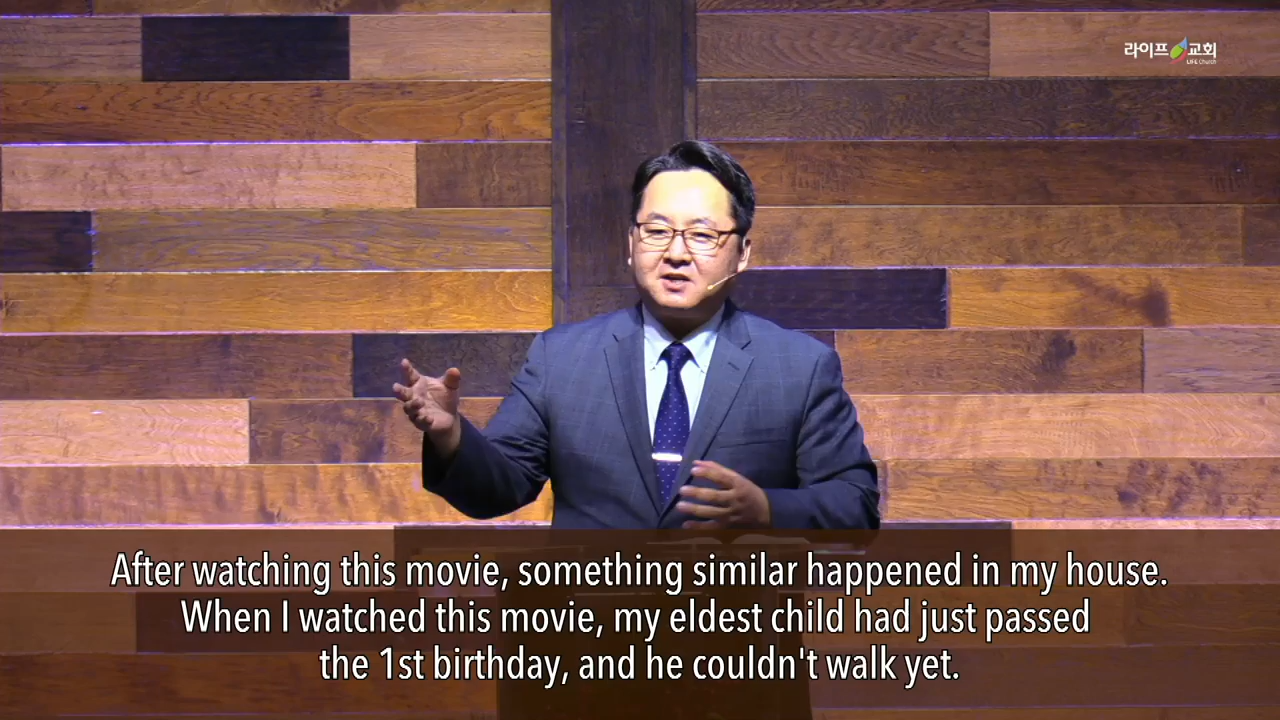 라이프 교회
LIFE Church
After watching this movie, something similar happened in my house.
When I watched this movie, my eldest child had just passed
the 1st birthday, and he couldn't walk yet.